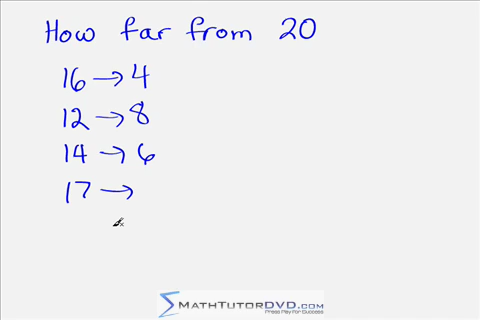 How far from 20
16 → 4
12 → 8
14 → 6
17 →
MATHTUTORDVD.COM
Press Play For Success